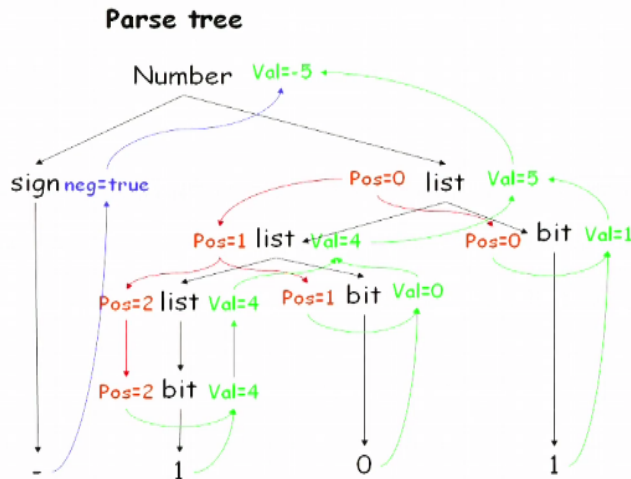 Parse tree
Number Val=-5
sign neg=true Pos=0 list Val=5
Pos=1 list Val=4 Pos=0 bit Val=1
Pos=2 list Val=4 Pos=1 bit Val=0
Pos=2 bit Val=4
- 1 0 1